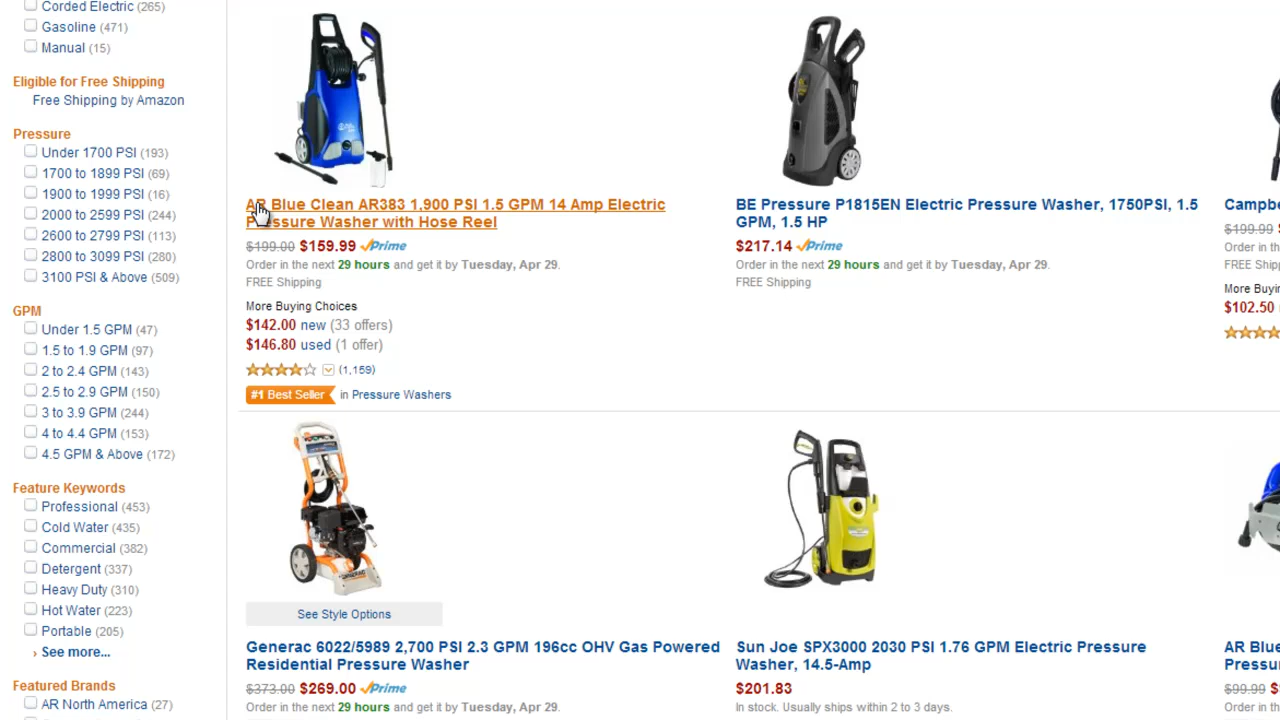 Corded Electric (265)
Gasoline (471)
Manual (15)
Eligible for Free Shipping
Free Shipping by Amazon
Pressure
Under 1700 PSI (193)
1700 to 1899 PSI (69)
1900 to 1999 PSI (16)
2000 to 2599 PSI (244)
2600 to 2799 PSI (113)
2800 to 3099 PSI (280)
3100 PSI & Above (509)
GPM
Under 1.5 GPM (47)
1.5 to 1.9 GPM (97)
2 to 2.4 GPM (143)
2.5 to 2.9 GPM (150)
3 to 3.9 GPM (244)
4 to 4.4 GPM (153)
4.5 GPM & Above (172)
Feature Keywords
Professional (453)
Cold Water (435)
Commercial (382)
Detergent (337)
Heavy Duty (310)
Hot Water (223)
Portable (205)
› See more...
Featured Brands
AR North America (27)
AR Blue Clean AR383 1,900 PSI 1.5 GPM 14 Amp Electric
Pressure Washer with Hose Reel
$199.00 $159.99 Prime
Order in the next 29 hours and get it by Tuesday, Apr 29.
FREE Shipping
More Buying Choices
$142.00 new (33 offers)
$146.80 used (1 offer)
(1,159)
#1 Best Seller in Pressure Washers
BE Pressure P1815EN Electric Pressure Washer, 1750PSI, 1.5
GPM, 1.5 HP
$217.14 Prime
Order in the next 29 hours and get it by Tuesday, Apr 29.
FREE Shipping
Campbe
$199.99 $
Order in th
FREE Shipp
More Buyin
$102.50
See Style Options
Generac 6022/5989 2,700 PSI 2.3 GPM 196cc OHV Gas Powered
Residential Pressure Washer
$373.00 $269.00 Prime
Order in the next 29 hours and get it by Tuesday, Apr 29.
Sun Joe SPX3000 2030 PSI 1.76 GPM Electric Pressure
Washer, 14.5-Amp
$201.83
In stock. Usually ships within 2 to 3 days.
AR Blue
Pressu
$99.99 $
Order in th